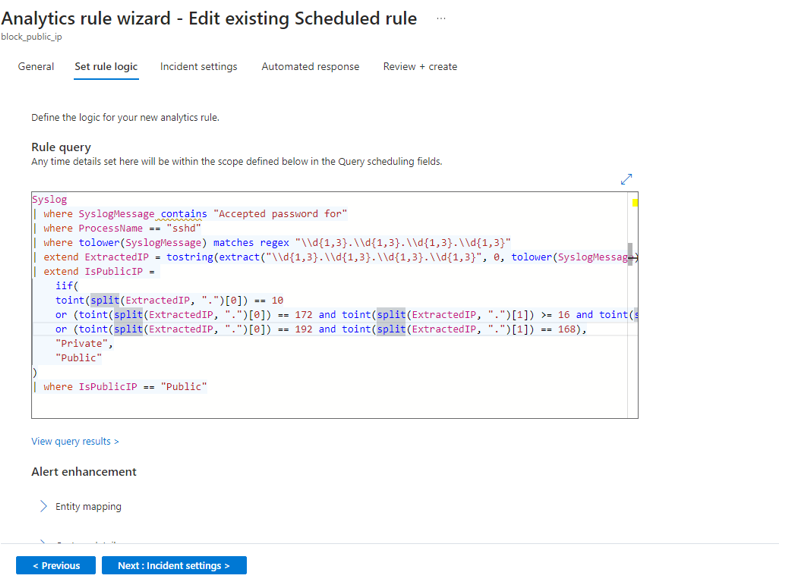 Analytics rule wizard - Edit existing Scheduled rule ...
block_public_ip
General Set rule logic Incident settings Automated response Review + create
Define the logic for your new analytics rule.
Rule query
Any time details set here will be within the scope defined below in the Query scheduling fields.
Syslog
| where SyslogMessage contains "Accepted password for"
| where ProcessName == "sshd"
| where tolower(SyslogMessage) matches regex "\\d{1,3}.\\d{1,3}.\\d{1,3}.\\d{1,3}"
| extend ExtractedIP = tostring(extract("\\d{1,3}.\\d{1,3}.\\d{1,3}.\\d{1,3}", 0, tolower(SyslogMessag
| extend IsPublicIP =
iif(
toint(split(ExtractedIP, ".")[0]) == 10
or (toint(split(ExtractedIP, ".")[0]) == 172 and toint(split(ExtractedIP, ".")[1]) >= 16 and toint(s
or (toint(split(ExtractedIP, ".")[0]) == 192 and toint(split(ExtractedIP, ".")[1]) == 168),
"Private",
"Public"
)
| where IsPublicIP == "Public"
View query results >
Alert enhancement
Entity mapping
< Previous Next : Incident settings >